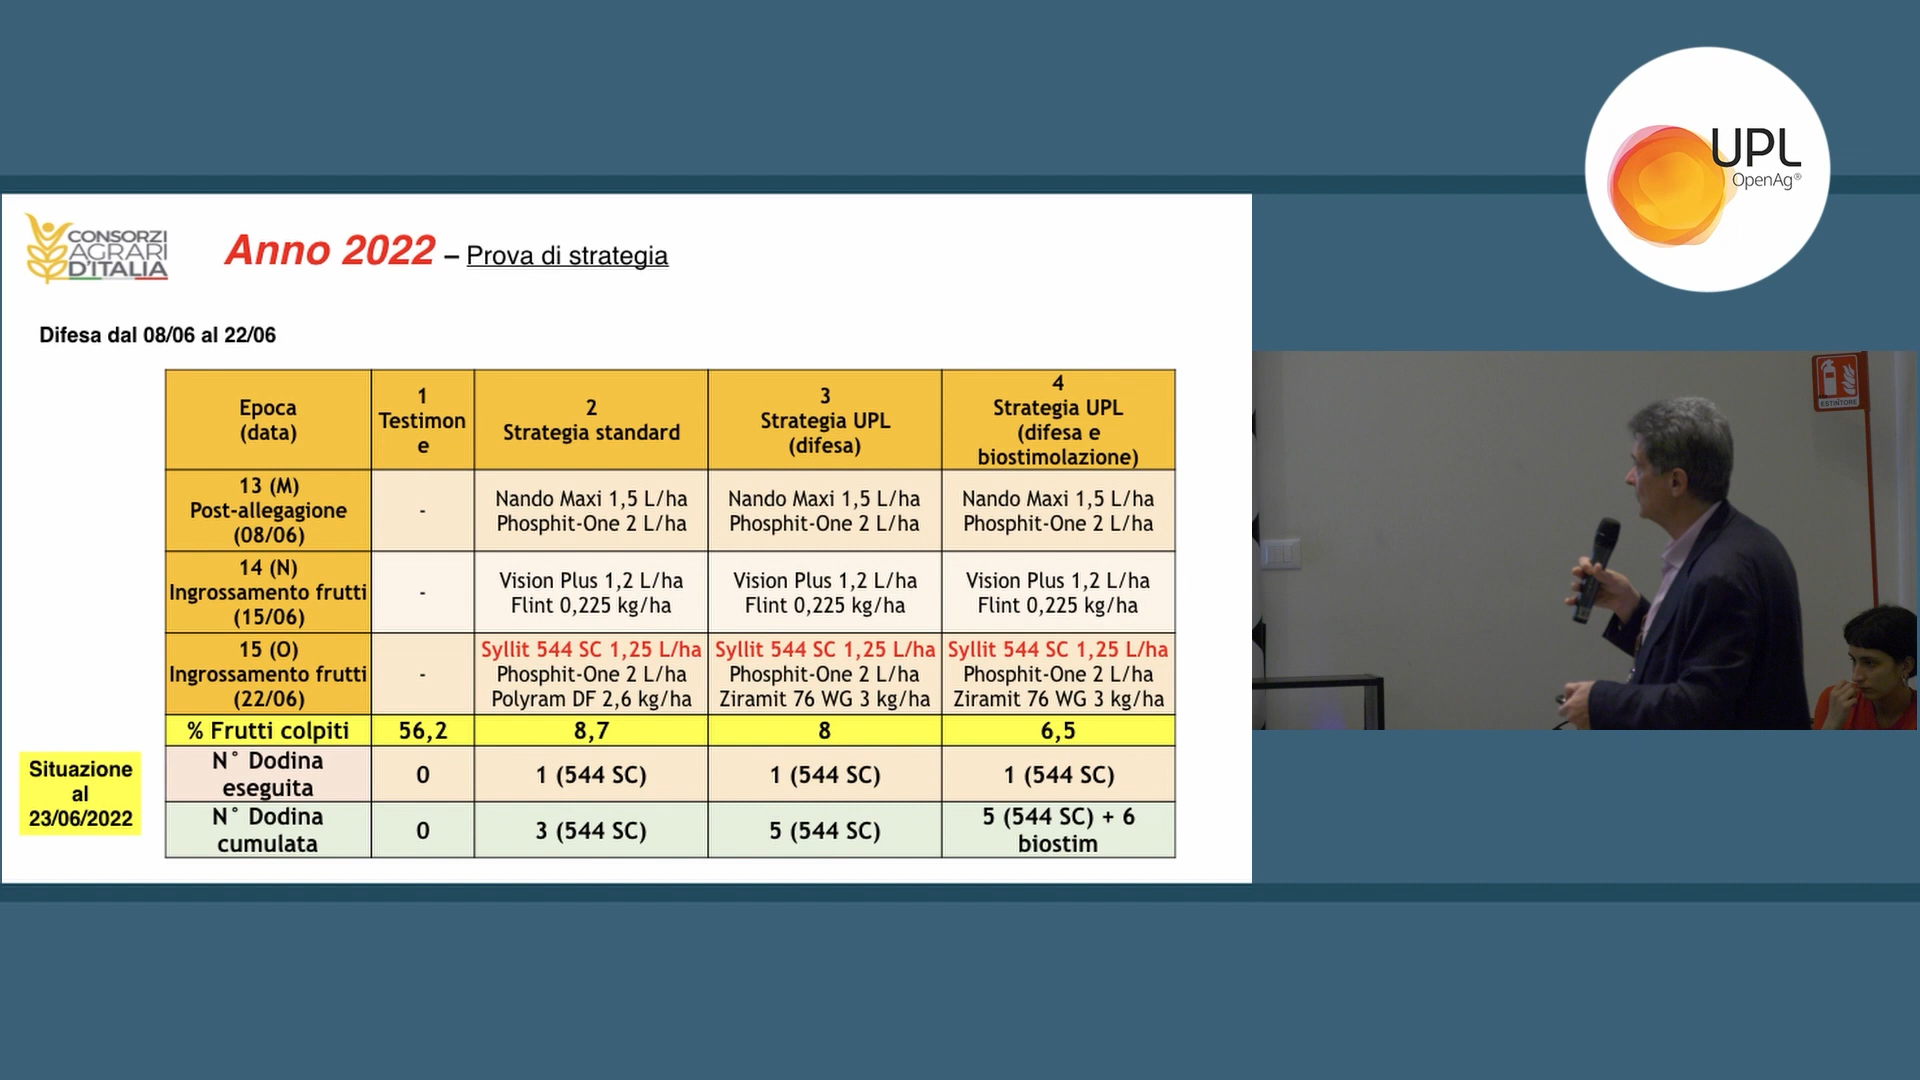 UPL
OpenAg®
CONSORZI
AGRARI
D'ITALIA
Anno 2022 – Prova di strategia
Difesa dal 08/06 al 22/06
Epoca
(data)
1
Testimon
e
2
Strategia standard
3
Strategia UPL
(difesa)
4
Strategia UPL
(difesa e
biostimolazione)
13 (M)
Post-allegagione
(08/06)
-
Nando Maxi 1,5 L/ha
Phosphit-One 2 L/ha
Nando Maxi 1,5 L/ha
Phosphit-One 2 L/ha
Nando Maxi 1,5 L/ha
Phosphit-One 2 L/ha
14 (N)
Ingrossamento frutti
(15/06)
-
Vision Plus 1,2 L/ha
Flint 0,225 kg/ha
Vision Plus 1,2 L/ha
Flint 0,225 kg/ha
Vision Plus 1,2 L/ha
Flint 0,225 kg/ha
15 (O)
Ingrossamento frutti
(22/06)
-
Syllit 544 SC 1,25 L/ha
Phosphit-One 2 L/ha
Polyram DF 2,6 kg/ha
Syllit 544 SC 1,25 L/ha
Phosphit-One 2 L/ha
Ziramit 76 WG 3 kg/ha
Syllit 544 SC 1,25 L/ha
Phosphit-One 2 L/ha
Ziramit 76 WG 3 kg/ha
% Frutti colpiti
56,2
8,7
8
6,5
Situazione
al
23/06/2022
N° Dodina
eseguita
0
1 (544 SC)
1 (544 SC)
1 (544 SC)
N° Dodina
cumulata
0
3 (544 SC)
5 (544 SC)
5 (544 SC) + 6
biostim
ESTINTORE